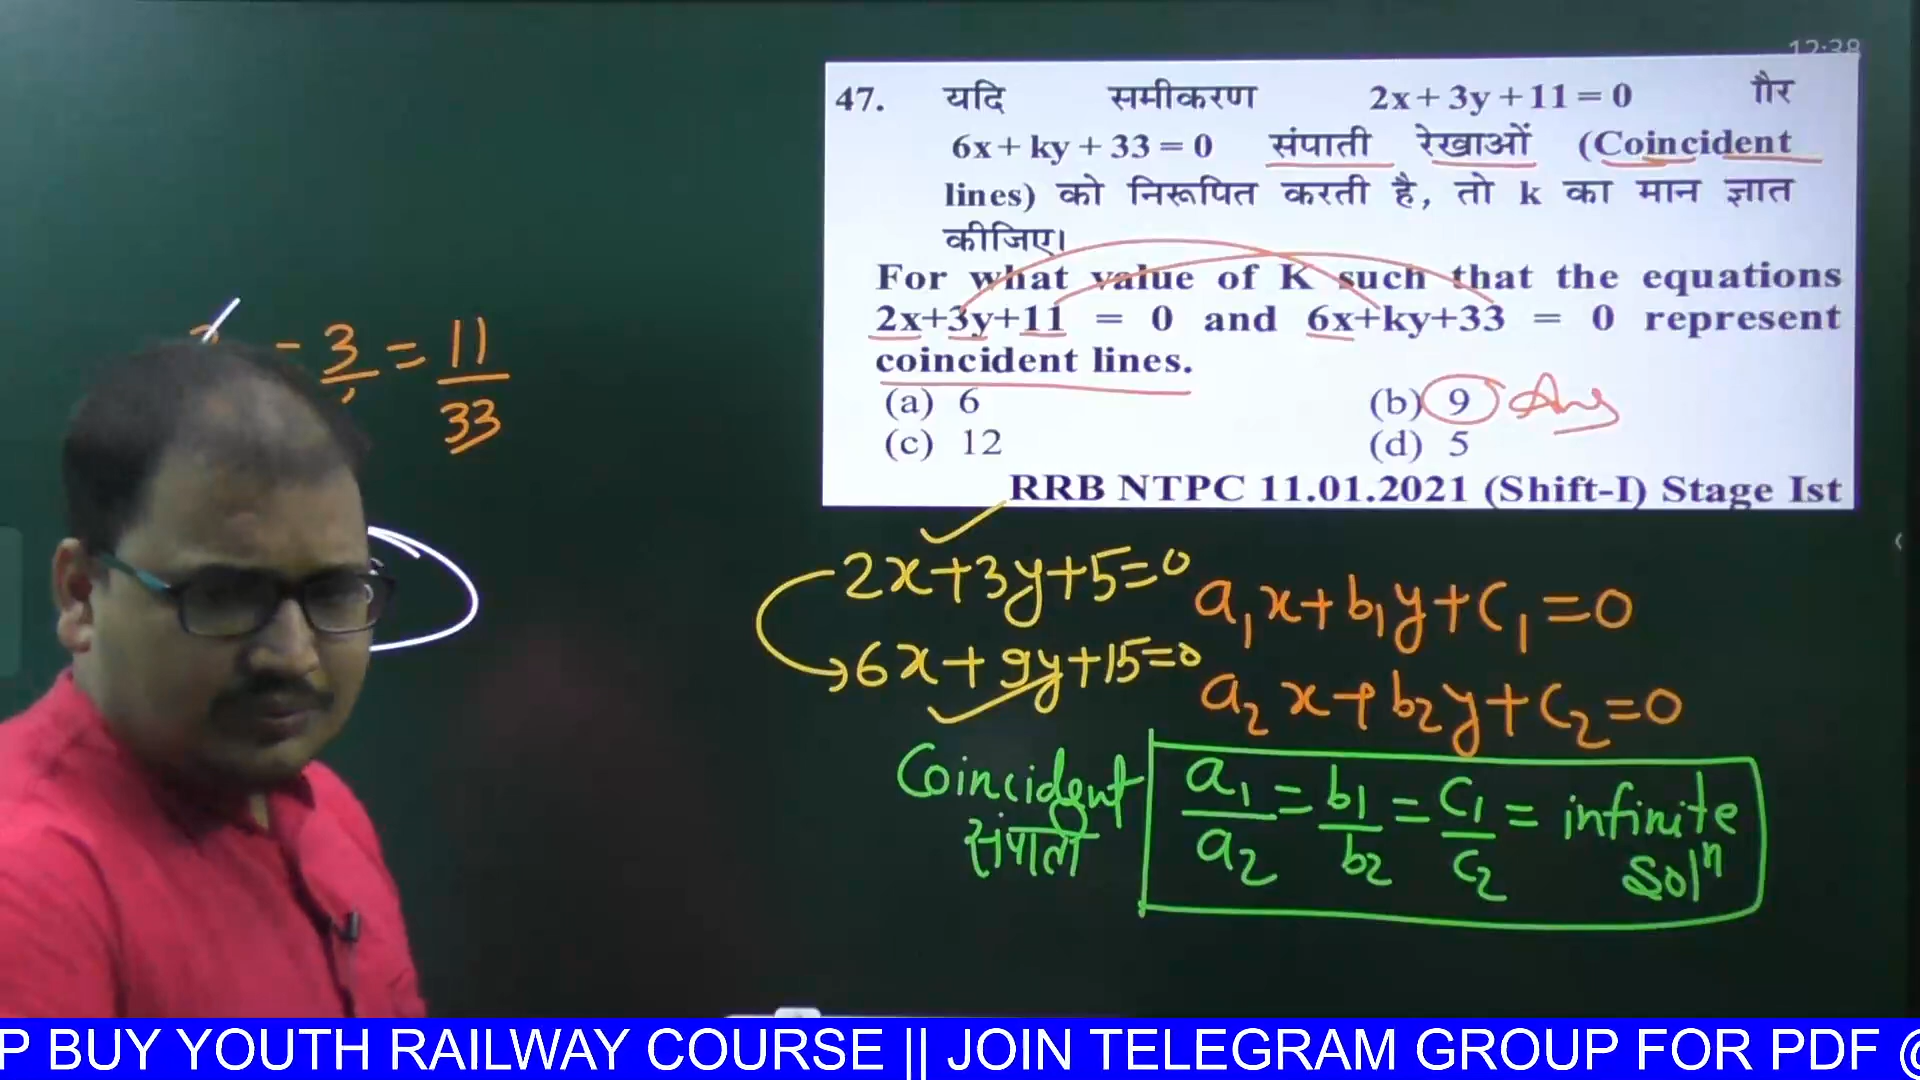 12:38
47. यदि समीकरण 2x + 3y + 11 = 0 गैर
6x + ky + 33 = 0 संपाती रेखाओं (Coincident
lines) को निरूपित करती है, तो k का मान ज्ञात
कीजिए।
For what value of K such that the equations
2x+3y+11 = 0 and 6x+ky+33 = 0 represent
coincident lines.
(a) 6 (b) 9 Ans
(c) 12 (d) 5
RRB NTPC 11.01.2021 (Shift-I) Stage Ist
= 3/ = 11/33
2x+3y+5=0
6x+9y+15=0
a₁x+b₁y+c₁=0
a₂x+b₂y+c₂=0
Coincident
संपाती
a₁/a₂ = b₁/b₂ = c₁/c₂ = infinite
solⁿ
P BUY YOUTH RAILWAY COURSE || JOIN TELEGRAM GROUP FOR PDF @